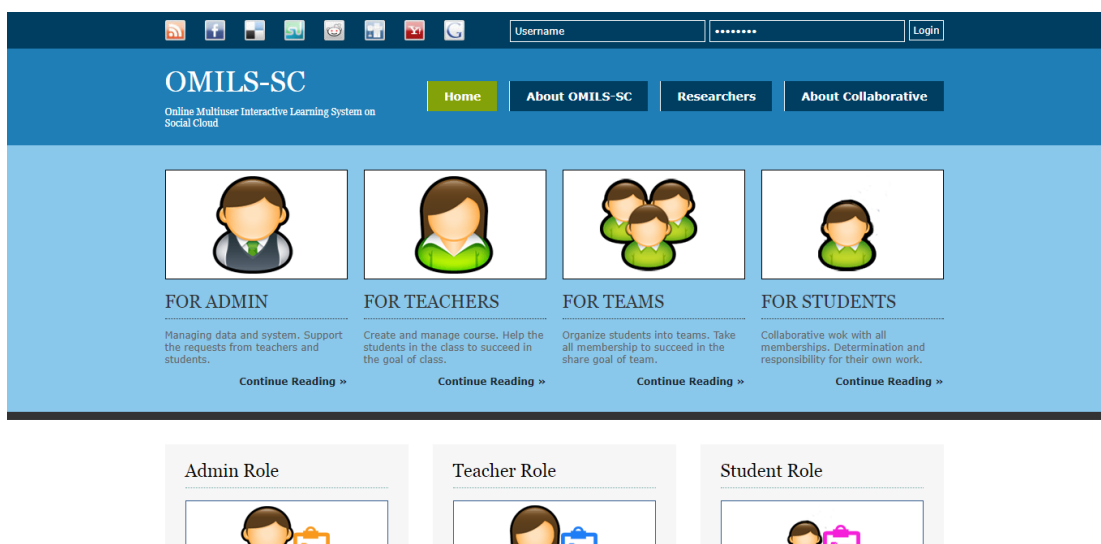 Username
••••••••
Login
OMILS-SC
Online Multiuser Interactive Learning System on
Social Cloud
Home
About OMILS-SC
Researchers
About Collaborative
FOR ADMIN
Managing data and system. Support
the requests from teachers and
students.
Continue Reading »
FOR TEACHERS
Create and manage course. Help the
students in the class to succeed in
the goal of class.
Continue Reading »
FOR TEAMS
Organize students into teams. Take
all membership to succeed in the
share goal of team.
Continue Reading »
FOR STUDENTS
Collaborative wok with all
memberships. Determination and
responsibility for their own work.
Continue Reading »
Admin Role
Teacher Role
Student Role